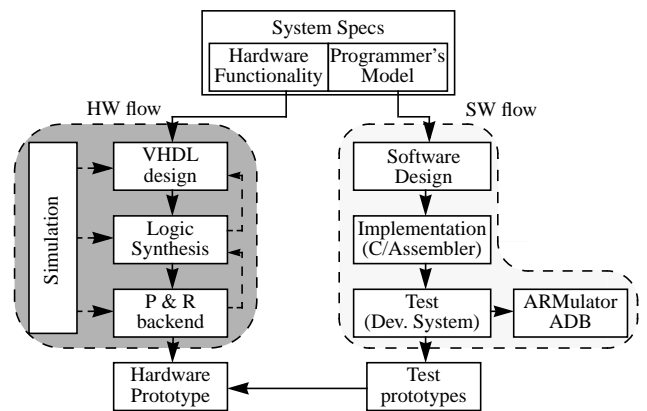 System Specs
Hardware
Functionality
Programmer's
Model
HW flow
SW flow
Simulation
VHDL
design
Logic
Synthesis
P & R
backend
Hardware
Prototype
Software
Design
Implementation
(C/Assembler)
Test
(Dev. System)
ARMulator
ADB
Test
prototypes